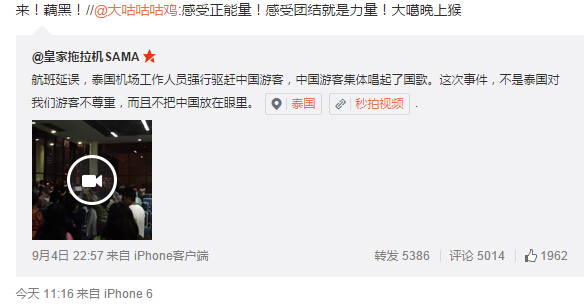 来！藕黑！//@大咕咕咕鸡:感受正能量！感受团结就是力量！大噶晚上猴
@皇家拖拉机SAMA
航班延误，泰国机场工作人员强行驱赶中国游客，中国游客集体唱起了国歌。这次事件，不是泰国对
我们游客不尊重，而且不把中国放在眼里。 泰国 秒拍视频 .
9月4日 22:57 来自 iPhone客户端 转发 5386 评论 5014 1962
今天 11:16 来自 iPhone 6